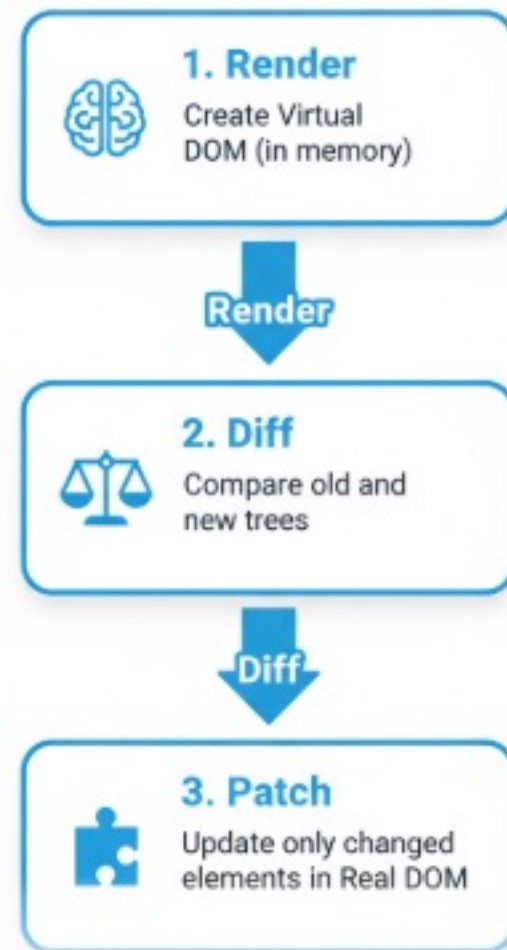 1. Render
Create Virtual
DOM (in memory)
Render
2. Diff
Compare old and
new trees
Diff
3. Patch
Update only changed
elements in Real DOM